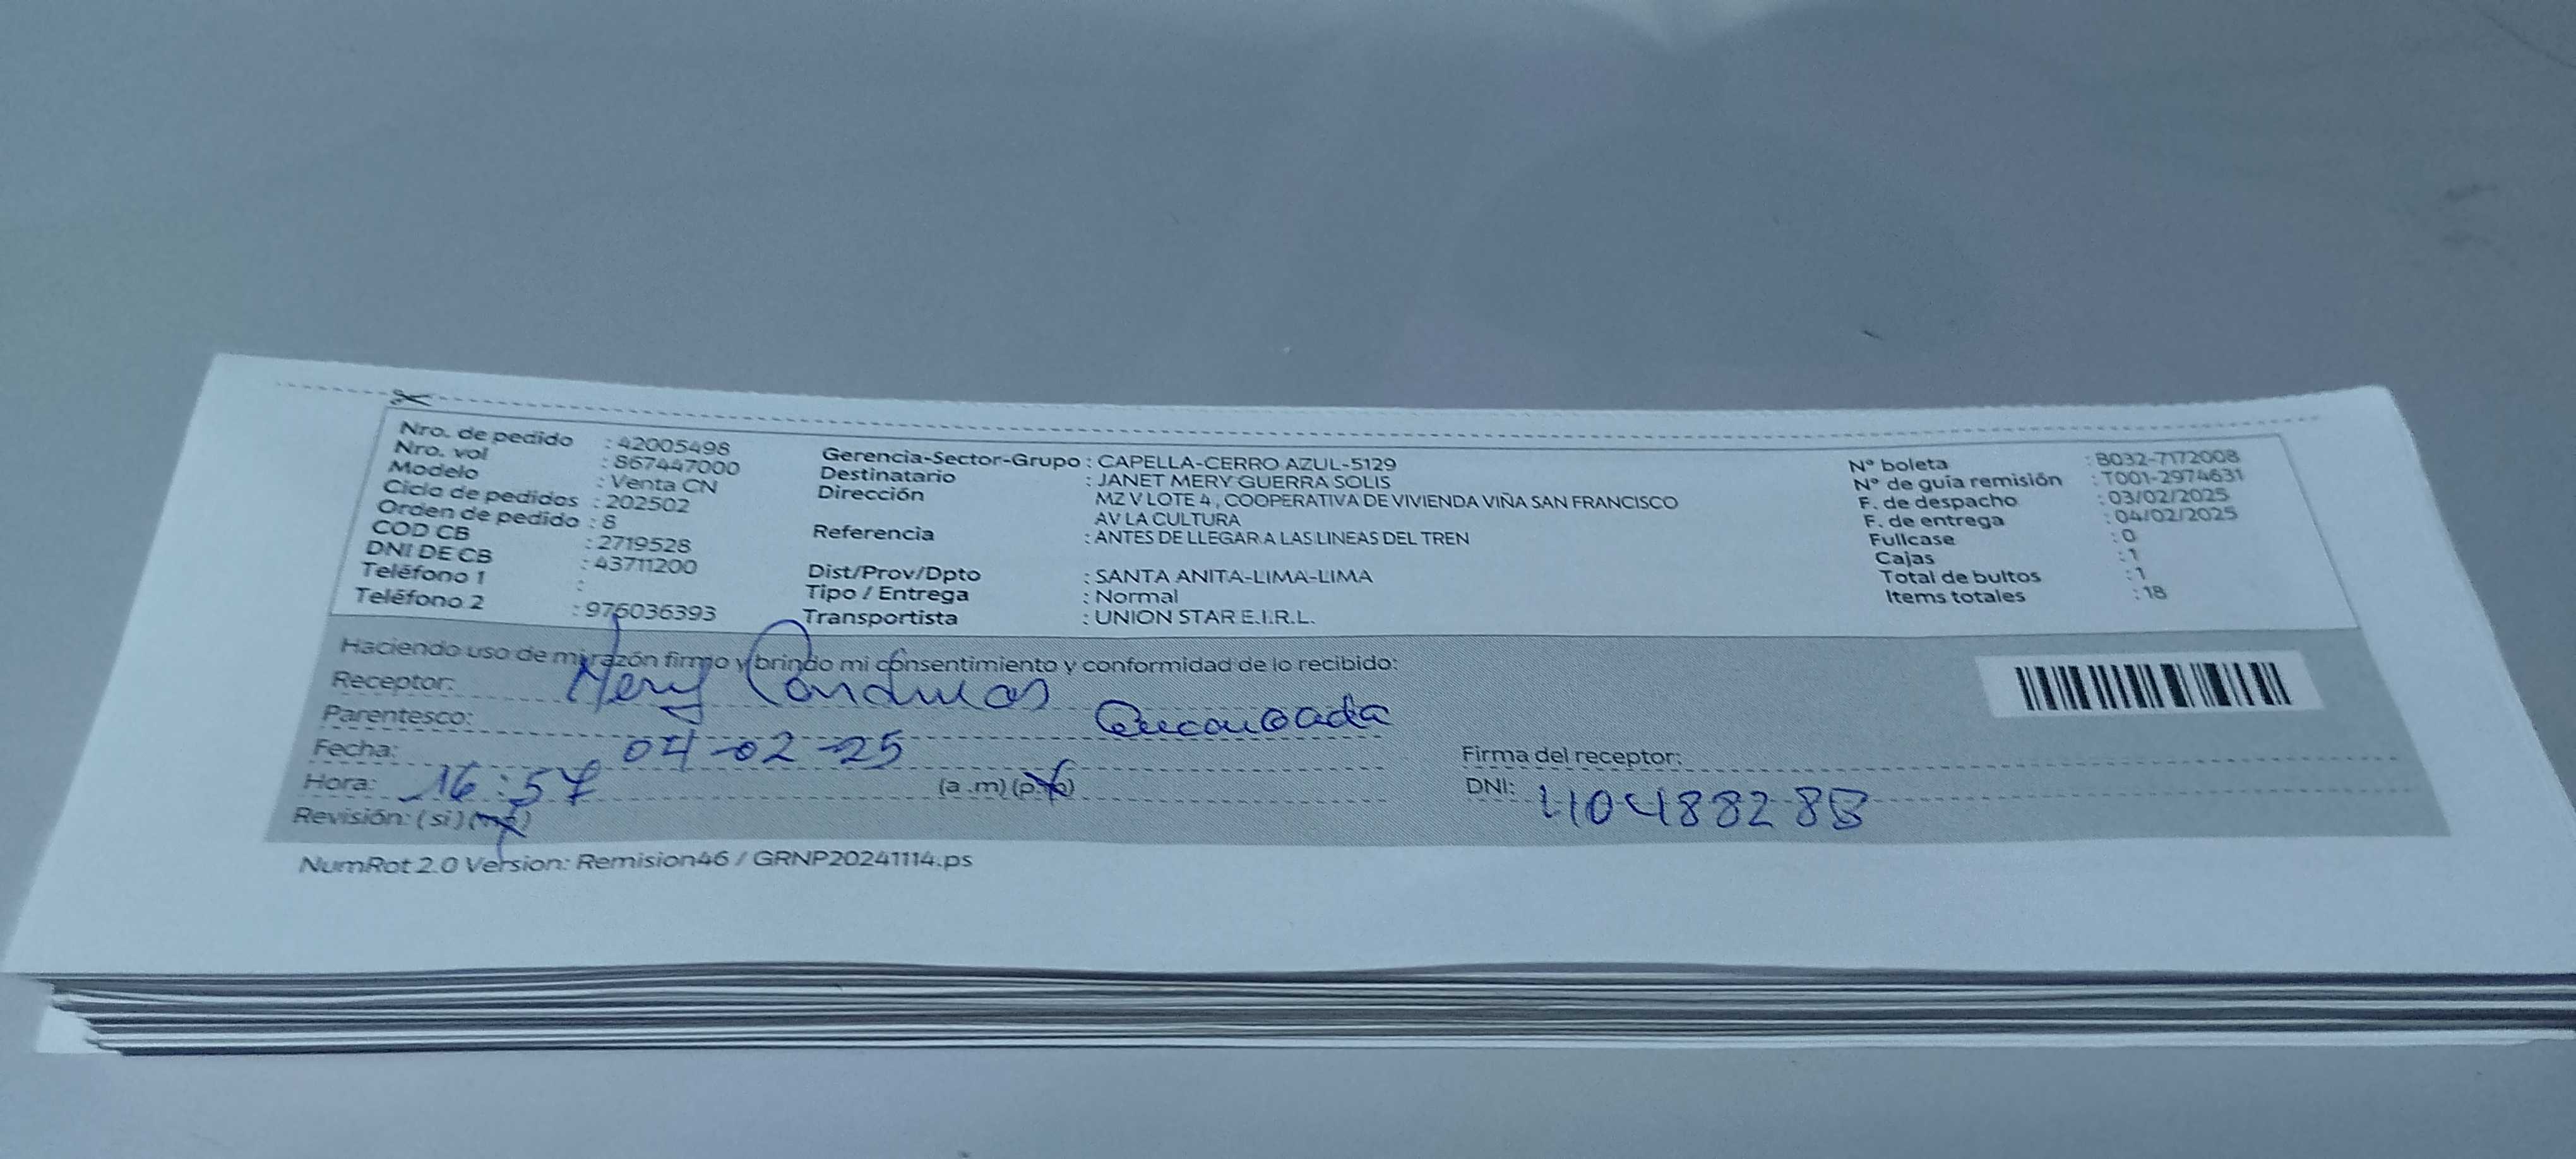 Nro. de pedido : 42005498
Nro. vol : 867447000
Modelo : Venta CN
Ciclo de pedidos : 202502
Orden de pedido : 8
COD CB : 2719528
DNI DE CB : 43711200
Teléfono 1 :
Teléfono 2 : 976036393
Gerencia-Sector-Grupo : CAPELLA-CERRO AZUL-5129
Destinatario : JANET MERY GUERRA SOLIS
Dirección MZ V LOTE 4 , COOPERATIVA DE VIVIENDA VIÑA SAN FRANCISCO
AV LA CULTURA
Referencia : ANTES DE LLEGAR A LAS LINEAS DEL TREN
Dist/Prov/Dpto : SANTA ANITA-LIMA-LIMA
Tipo / Entrega : Normal
Transportista : UNION STAR E.I.R.L.
N° boleta : B032-7172008
N° de guía remisión : T001-2974631
F. de despacho : 03/02/2025
F. de entrega : 04/02/2025
Fullcase : 0
Cajas : 1
Total de bultos : 1
Items totales : 18
Haciendo uso de mi razón firmo y brindo mi consentimiento y conformidad de lo recibido:
Receptor: Mery
Parentesco:
Fecha: 04-02-25
Hora: 16:57 (a.m) (p.m)
Revisión: (si) (no)
Firma del receptor:
DNI: 41048828
NumRot 2.0 Version: Remision46 / GRNP20241114.ps